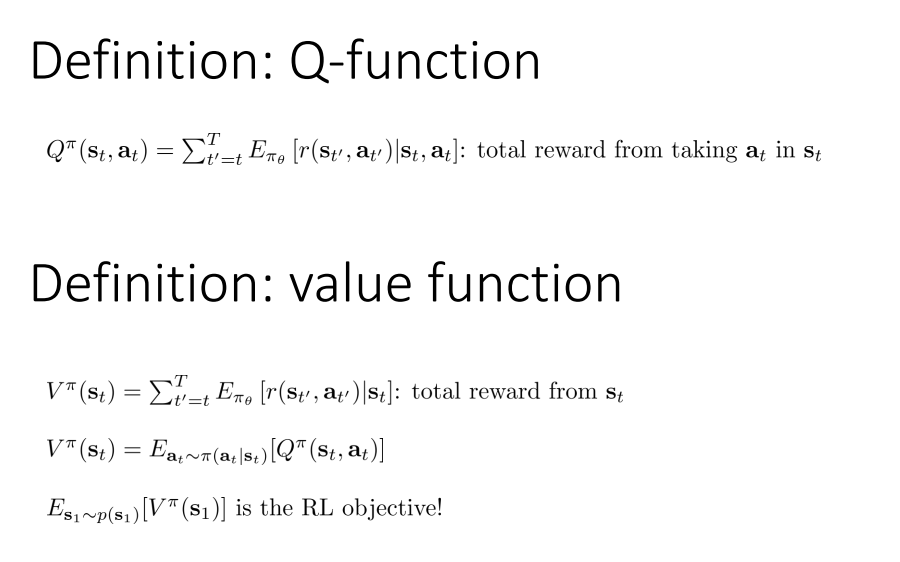 Definition: Q-function
$Q^{\pi}(\mathbf{s}_t, \mathbf{a}_t) = \sum_{t'=t}^{T} E_{\pi_\theta}\left[r(\mathbf{s}_{t'}, \mathbf{a}_{t'})|\mathbf{s}_t, \mathbf{a}_t\right]$: total reward from taking $\mathbf{a}_t$ in $\mathbf{s}_t$
Definition: value function
$V^{\pi}(\mathbf{s}_t) = \sum_{t'=t}^{T} E_{\pi_\theta}\left[r(\mathbf{s}_{t'}, \mathbf{a}_{t'})|\mathbf{s}_t\right]$: total reward from $\mathbf{s}_t$
$V^{\pi}(\mathbf{s}_t) = E_{\mathbf{a}_t \sim \pi(\mathbf{a}_t|\mathbf{s}_t)}[Q^{\pi}(\mathbf{s}_t, \mathbf{a}_t)]$
$E_{\mathbf{s}_1 \sim p(\mathbf{s}_1)}[V^{\pi}(\mathbf{s}_1)]$ is the RL objective!